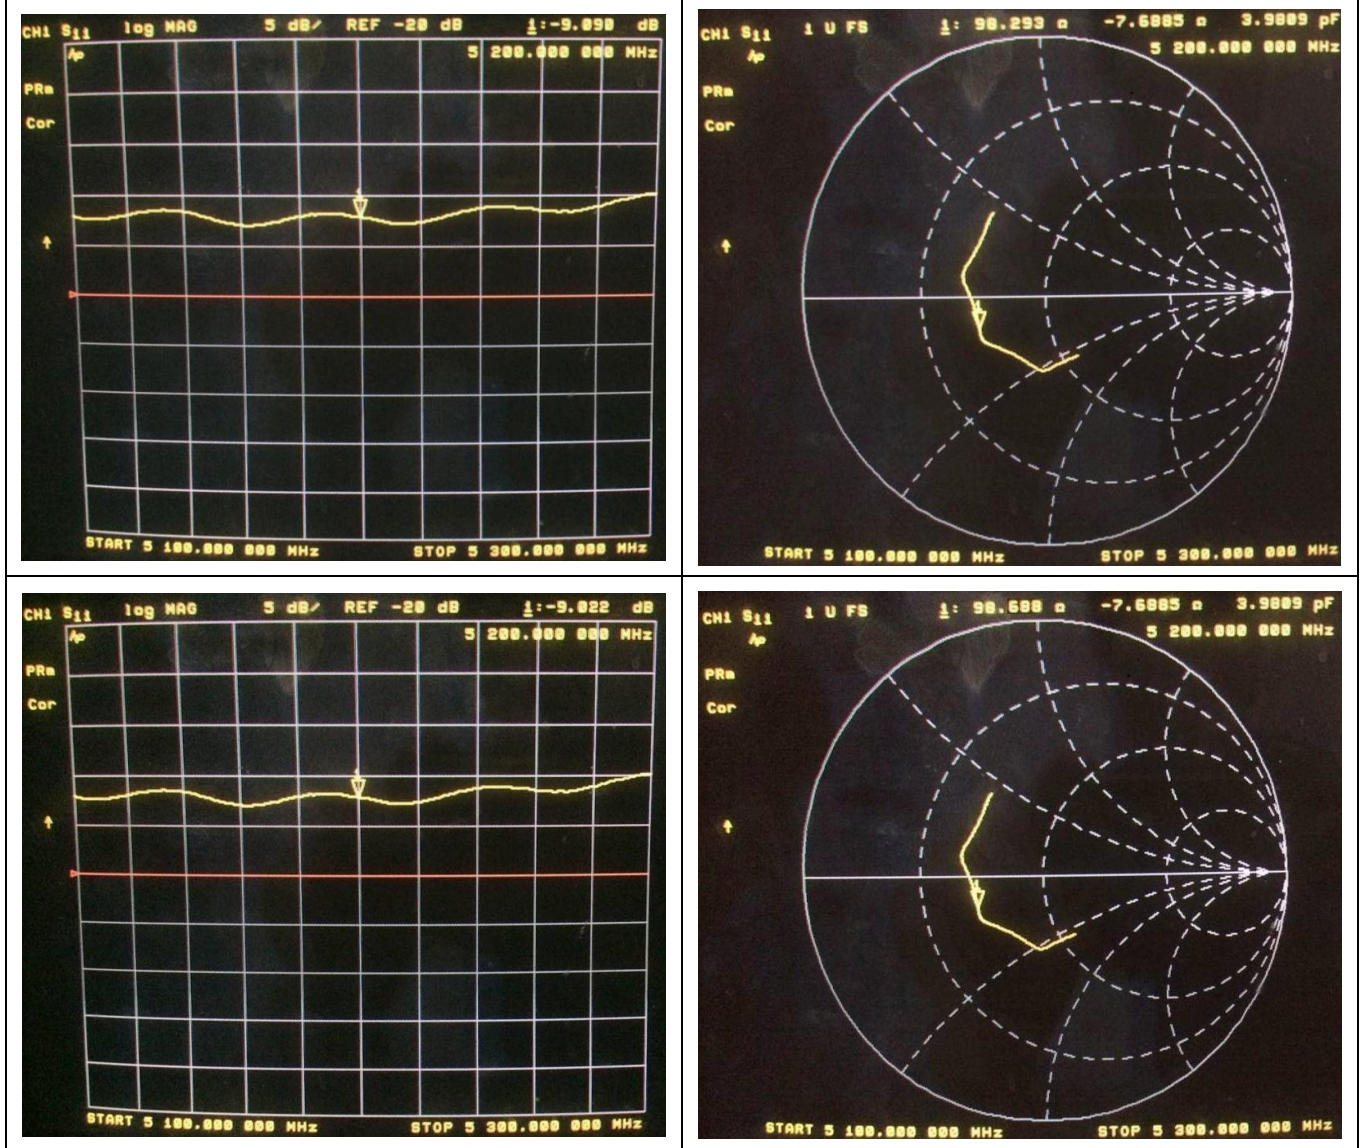 CH1 S11 log MAG 5 dB/ REF -20 dB 1:-9.090 dB
5 200.000 000 MHz
PRm
Cor
START 5 100.000 000 MHz STOP 5 300.000 000 MHz
CH1 S11 1 U FS 1: 98.293 Ω -7.6885 Ω 3.9809 pF
5 200.000 000 MHz
PRm
Cor
START 5 100.000 000 MHz STOP 5 300.000 000 MHz
CH1 S11 log MAG 5 dB/ REF -20 dB 1:-9.022 dB
5 200.000 000 MHz
PRm
Cor
START 5 100.000 000 MHz STOP 5 300.000 000 MHz
CH1 S11 1 U FS 1: 98.688 Ω -7.6885 Ω 3.9809 pF
5 200.000 000 MHz
PRm
Cor
START 5 100.000 000 MHz STOP 5 300.000 000 MHz